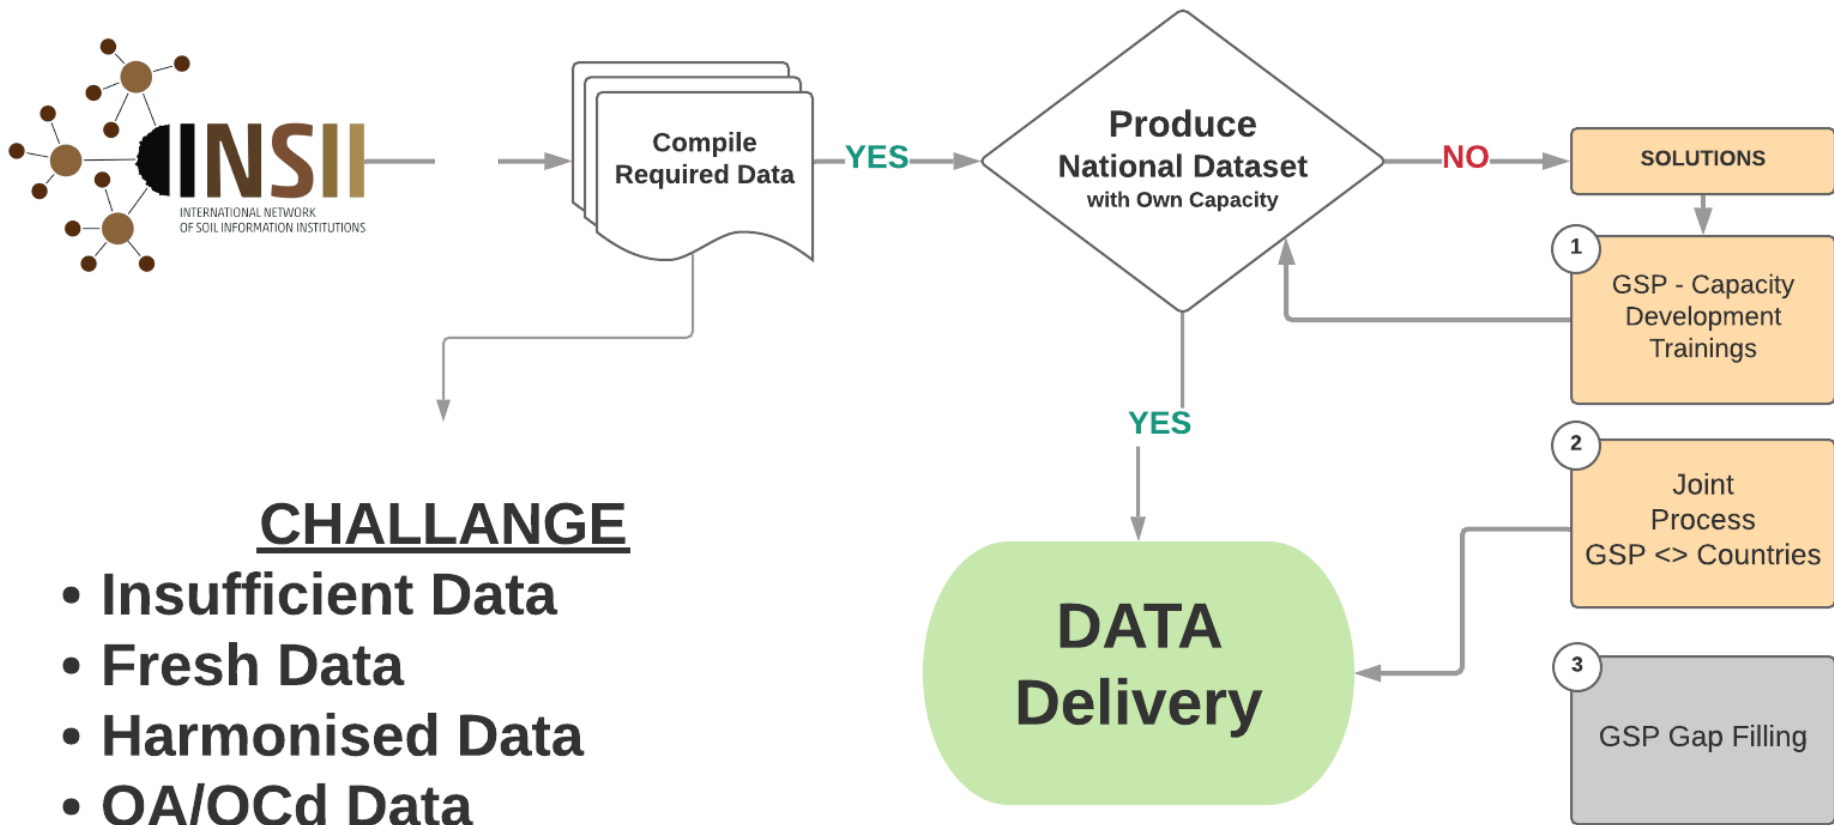 INSII
INTERNATIONAL NETWORK
OF SOIL INFORMATION INSTITUTIONS
Compile
Required Data
YES
Produce
National Dataset
with Own Capacity
NO
SOLUTIONS
1
GSP - Capacity
Development
Trainings
YES
2
Joint
Process
GSP <> Countries
CHALLANGE
• Insufficient Data
• Fresh Data
• Harmonised Data
• QA/QCd Data
DATA
Delivery
3
GSP Gap Filling